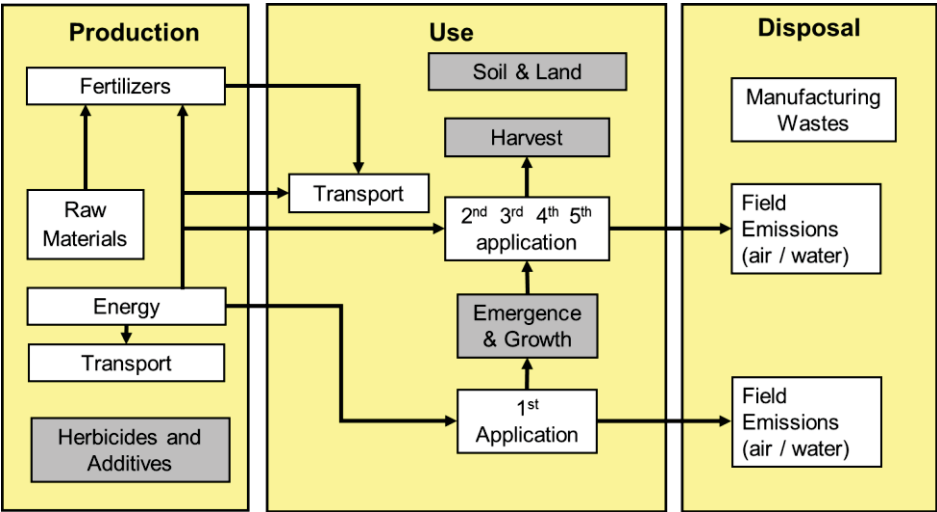 Production
Fertilizers
Raw
Materials
Energy
Transport
Herbicides and
Additives
Use
Soil & Land
Harvest
Transport
2nd 3rd 4th 5th
application
Emergence
& Growth
1st
Application
Disposal
Manufacturing
Wastes
Field
Emissions
(air / water)
Field
Emissions
(air / water)